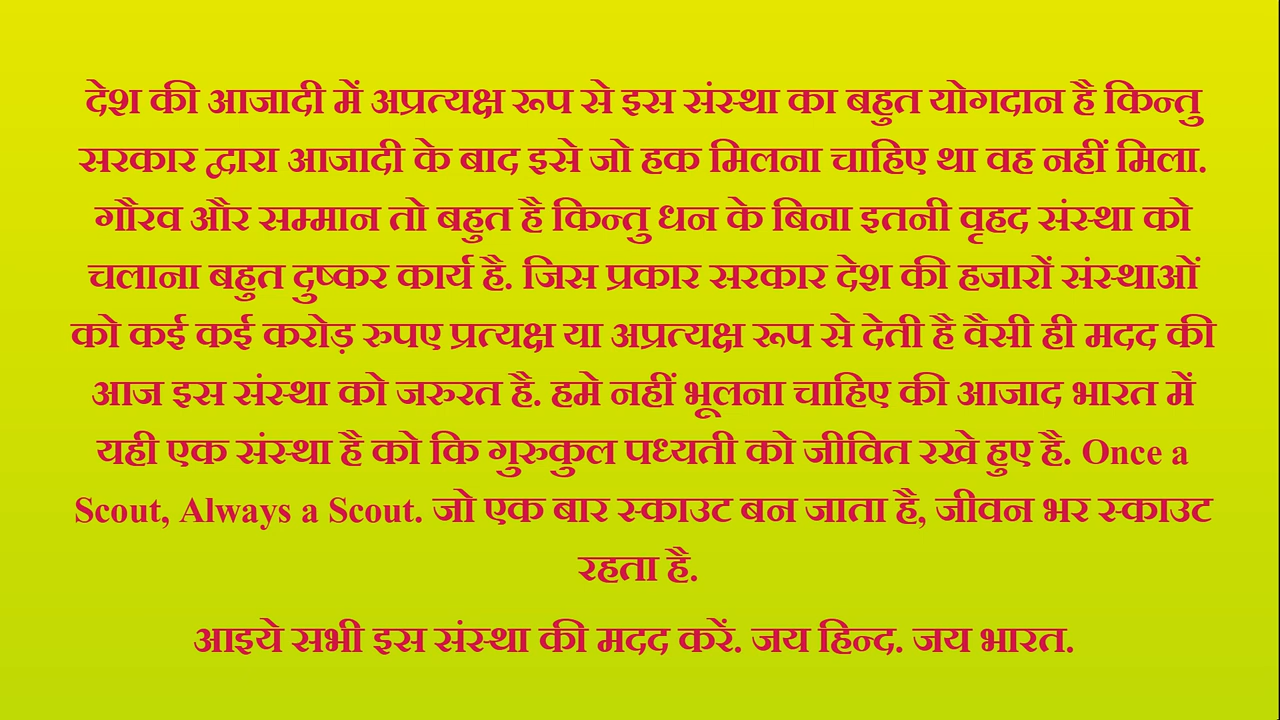 देश की आजादी में अप्रत्यक्ष रूप से इस संस्था का बहुत योगदान है किन्तु
सरकार द्वारा आजादी के बाद इसे जो हक मिलना चाहिए था वह नहीं मिला.
गौरव और सम्मान तो बहुत है किन्तु धन के बिना इतनी वृहद संस्था को
चलाना बहुत दुष्कर कार्य है. जिस प्रकार सरकार देश की हजारों संस्थाओं
को कई कई करोड़ रुपए प्रत्यक्ष या अप्रत्यक्ष रूप से देती है वैसी ही मदद की
आज इस संस्था को जरुरत है. हमे नहीं भूलना चाहिए की आजाद भारत में
यही एक संस्था है को कि गुरुकुल पध्यती को जीवित रखे हुए है. Once a
Scout, Always a Scout. जो एक बार स्काउट बन जाता है, जीवन भर स्काउट
रहता है.
आइये सभी इस संस्था की मदद करें. जय हिन्द. जय भारत.